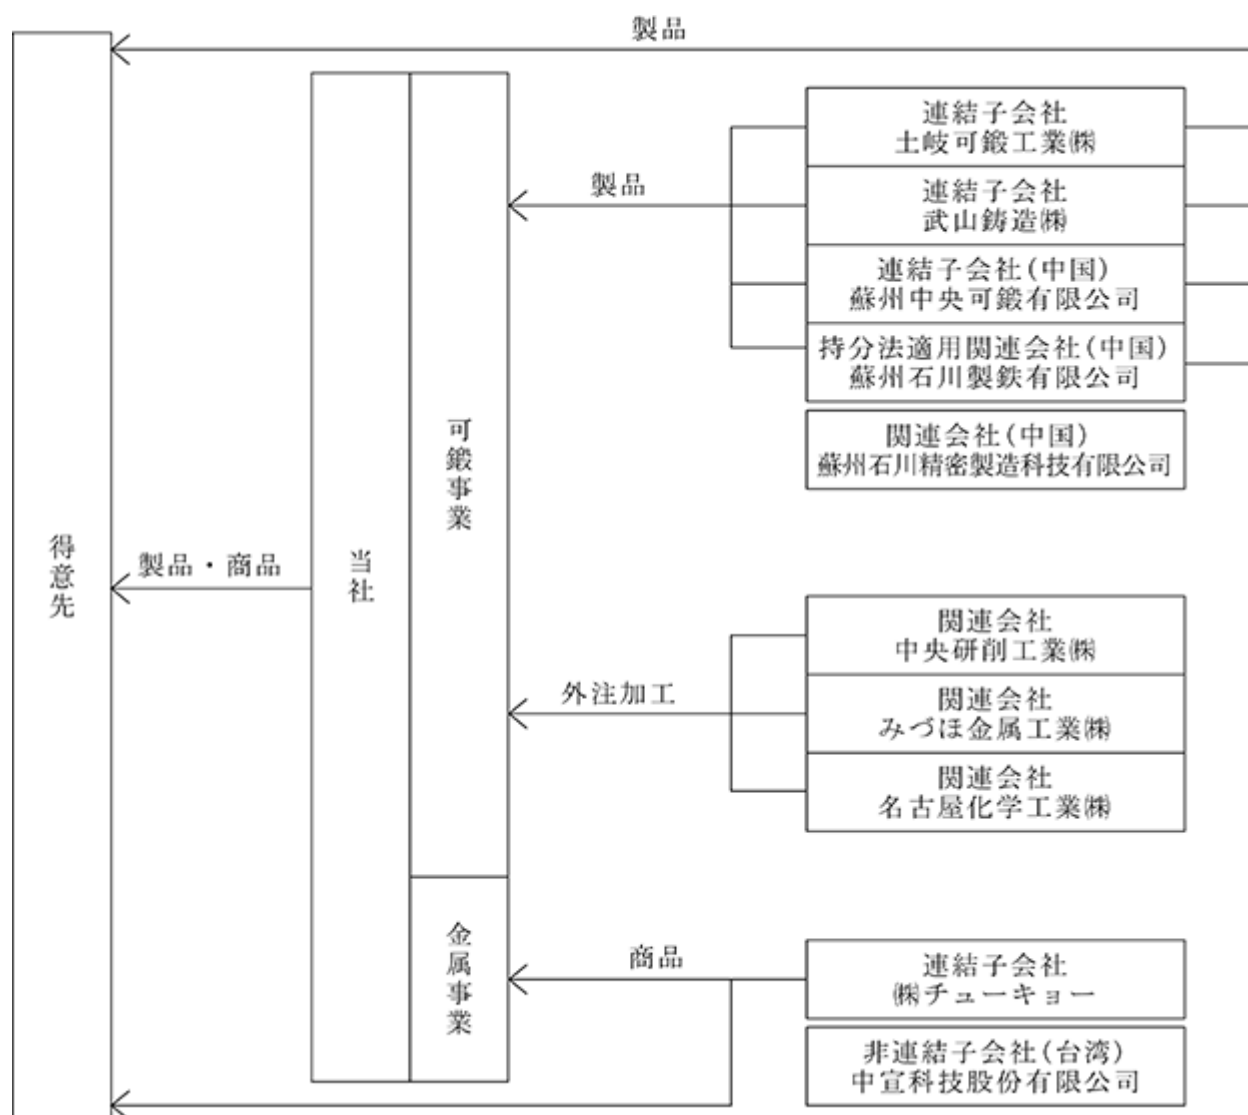 製品
連結子会社
土岐可鍛工業㈱
製品
連結子会社
武山鋳造㈱
連結子会社(中国)
蘇州中央可鍛有限公司
持分法適用関連会社(中国)
蘇州石川製鉄有限公司
関連会社(中国)
蘇州石川精密製造科技有限公司
可鍛事業
得意先
製品・商品
当社
関連会社
中央研削工業㈱
外注加工
関連会社
みづほ金属工業㈱
関連会社
名古屋化学工業㈱
金属事業
商品
連結子会社
㈱チューキョー
非連結子会社(台湾)
中宣科技股份有限公司